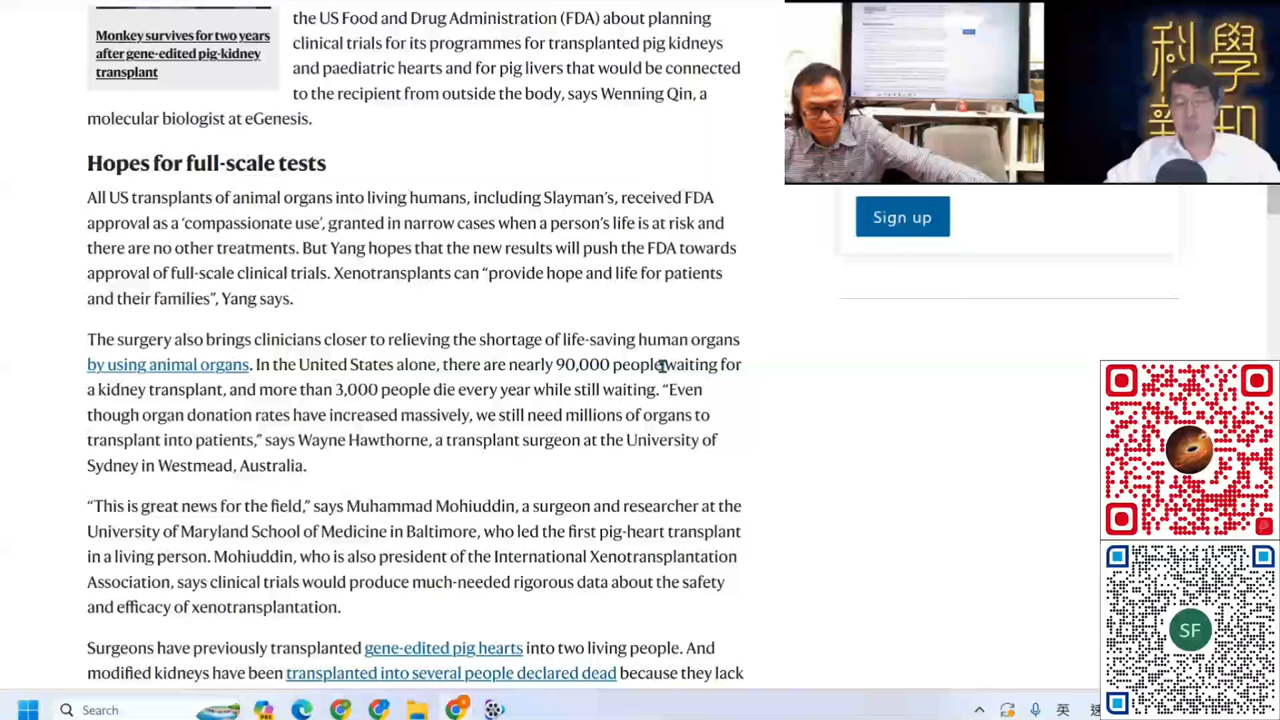 the US Food and Drug Administration (FDA) about planning
Monkey survives for two years
after gene-edited pig-kidney
transplant
clinical trials for its programmes for transplanted pig kidneys
and paediatric hearts and for pig livers that would be connected
to the recipient from outside the body, says Wenning Qin, a
molecular biologist at eGenesis.
Hopes for full-scale tests
All US transplants of animal organs into living humans, including Slayman’s, received FDA
approval as a ‘compassionate use’, granted in narrow cases when a person’s life is at risk and
there are no other treatments. But Yang hopes that the new results will push the FDA towards
approval of full-scale clinical trials. Xenotransplants can “provide hope and life for patients
and their families”, Yang says.
The surgery also brings clinicians closer to relieving the shortage of life-saving human organs
by using animal organs. In the United States alone, there are nearly 90,000 people waiting for
a kidney transplant, and more than 3,000 people die every year while still waiting. “Even
though organ donation rates have increased massively, we still need millions of organs to
transplant into patients,” says Wayne Hawthorne, a transplant surgeon at the University of
Sydney in Westmead, Australia.
“This is great news for the field,” says Muhammad Mohiuddin, a surgeon and researcher at the
University of Maryland School of Medicine in Baltimore, who led the first pig-heart transplant
in a living person. Mohiuddin, who is also president of the International Xenotransplantation
Association, says clinical trials would produce much-needed rigorous data about the safety
and efficacy of xenotransplantation.
Surgeons have previously transplanted gene-edited pig hearts into two living people. And
modified kidneys have been transplanted into several people declared dead because they lack
科學
報刊
Sign up
SF
Search
英